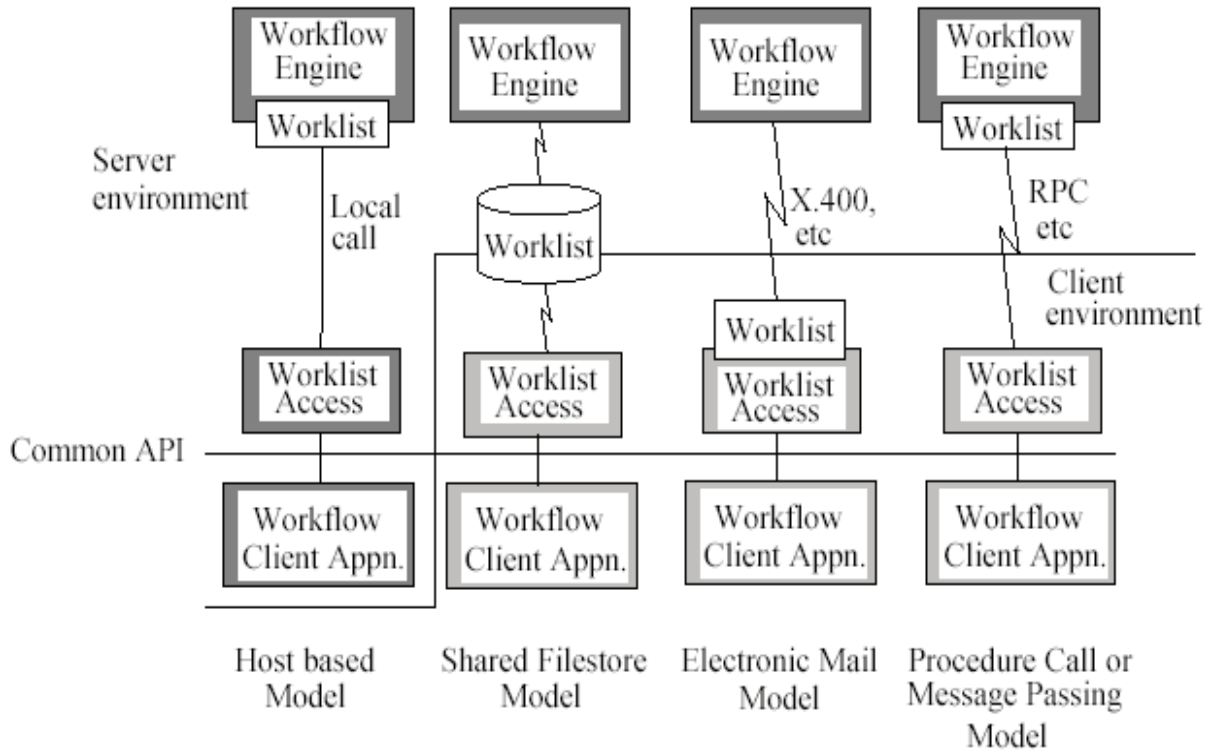 Workflow
Engine
Worklist
Workflow
Engine
Workflow
Engine
Workflow
Engine
Worklist
Server
environment
Local
call
Worklist
X.400,
etc
RPC
etc
Client
environment
Worklist
Worklist
Access
Worklist
Access
Worklist
Access
Worklist
Access
Common API
Workflow
Client Appn.
Workflow
Client Appn.
Workflow
Client Appn.
Workflow
Client Appn.
Host based
Model
Shared Filestore
Model
Electronic Mail
Model
Procedure Call or
Message Passing
Model